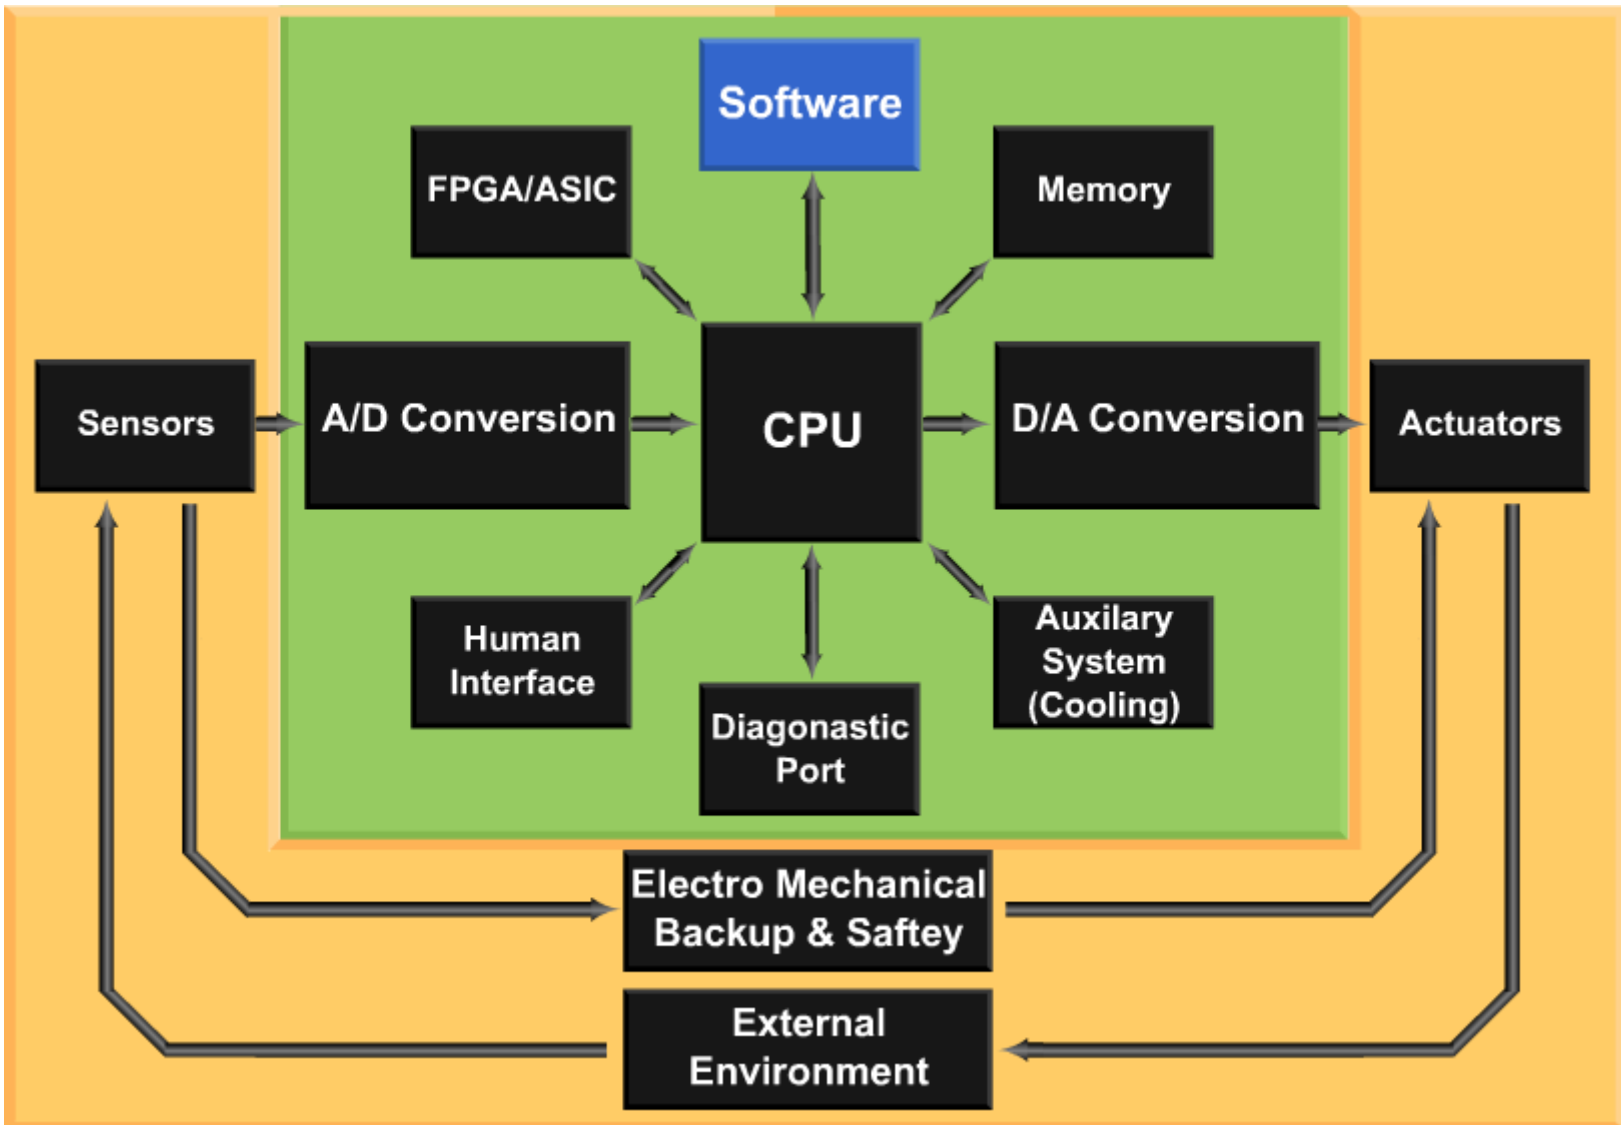 Software
FPGA/ASIC
Memory
Sensors
A/D Conversion
CPU
D/A Conversion
Actuators
Human
Interface
Diagonastic
Port
Auxilary
System
(Cooling)
Electro Mechanical
Backup & Saftey
External
Environment